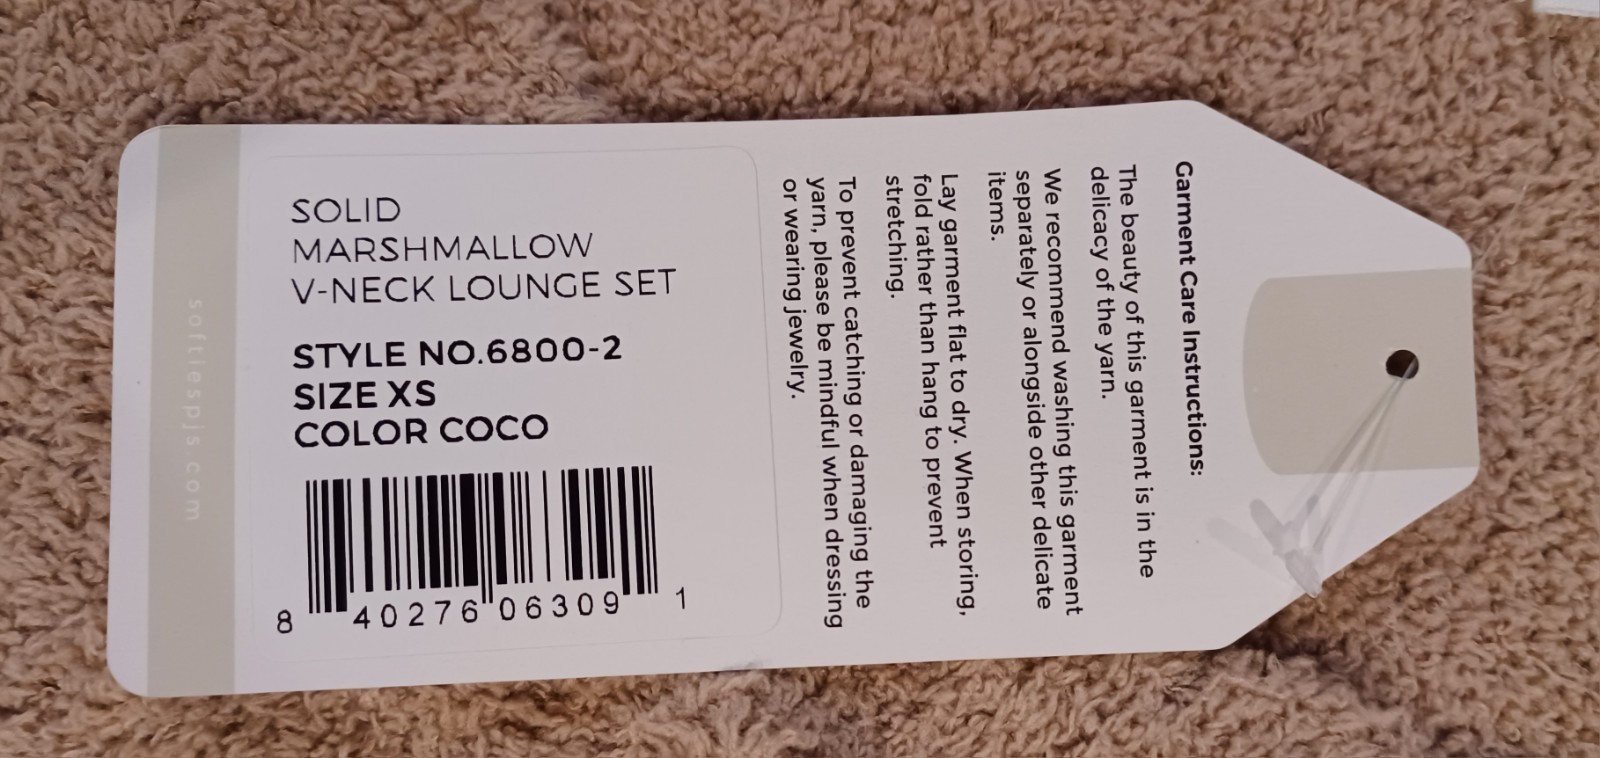 Garment Care Instructions:
The beauty of this garment is in the
delicacy of the yarn.
We recommend washing this garment
separately or alongside other delicate
items.
Lay garment flat to dry. When storing,
fold rather than hang to prevent
stretching.
To prevent catching or damaging the
yarn, please be mindful when dressing
or wearing jewelry.
SOLID
MARSHMALLOW
V-NECK LOUNGE SET
STYLE NO.6800-2
SIZE XS
COLOR COCO
8 40276 06309 1
softiespjs.com